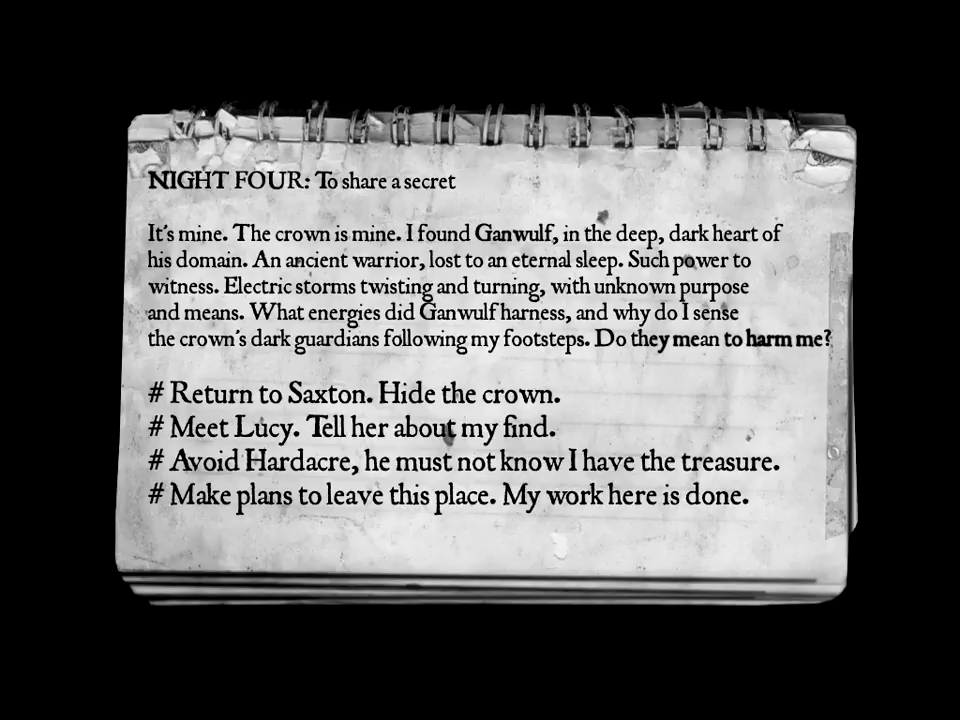 NIGHT FOUR: To share a secret
It's mine. The crown is mine. I found Ganwulf, in the deep, dark heart of
his domain. An ancient warrior, lost to an eternal sleep. Such power to
witness. Electric storms twisting and turning, with unknown purpose
and means. What energies did Ganwulf harness, and why do I sense
the crown's dark guardians following my footsteps. Do they mean to harm me?
# Return to Saxton. Hide the crown.
# Meet Lucy. Tell her about my find.
# Avoid Hardacre, he must not know I have the treasure.
# Make plans to leave this place. My work here is done.